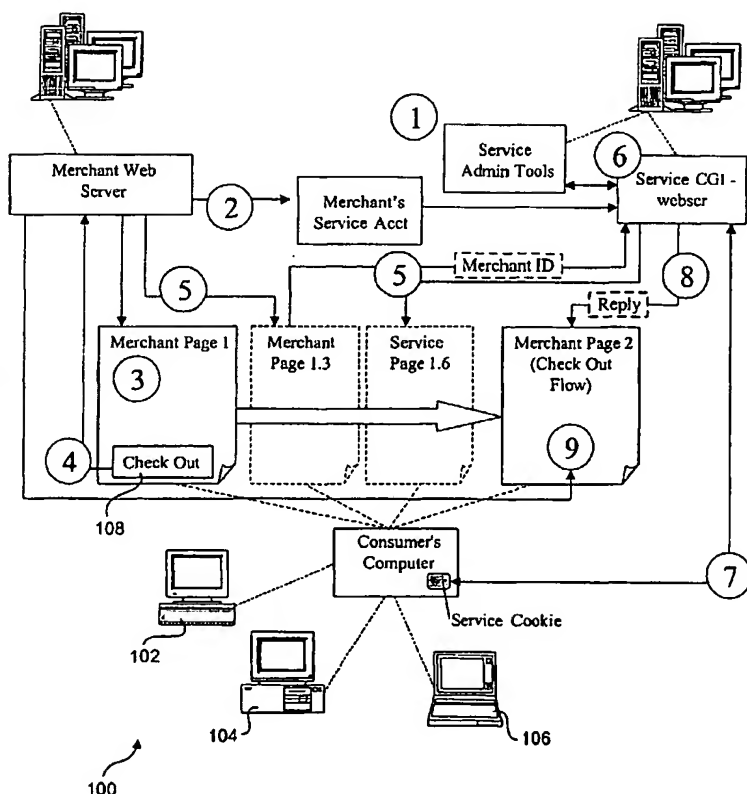 1
Service
Admin Tools
6
Service CGI -
webscr
Merchant Web
Server
2
Merchant's
Service Acct
5
5
Merchant ID
8
Reply
Merchant Page 1
3
Merchant
Page 1.3
Service
Page 1.6
Merchant Page 2
(Check Out
Flow)
4
Check Out
9
108
Consumer's
Computer
7
Service Cookie
102
104
106
100